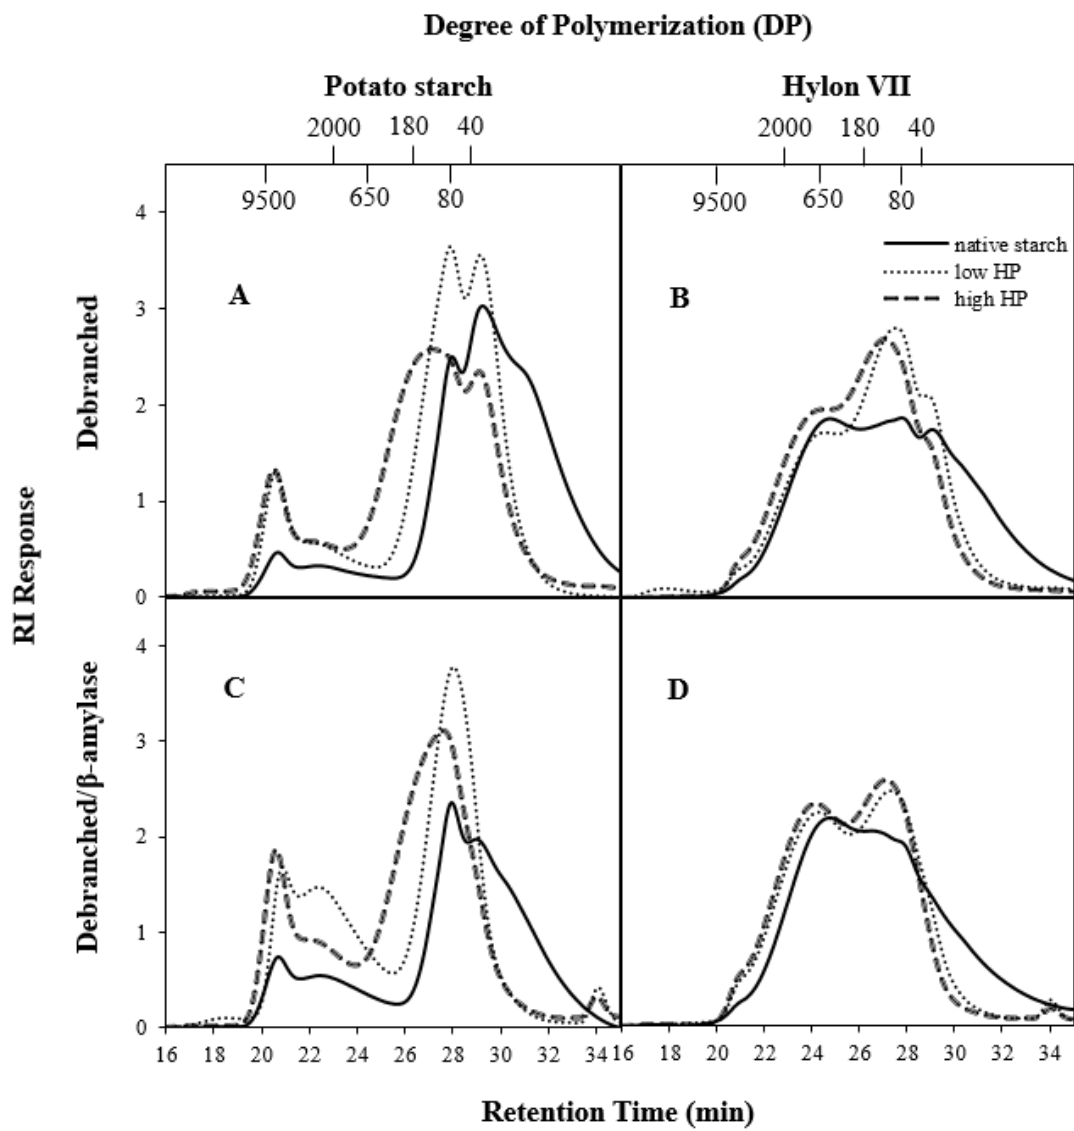 Degree of Polymerization (DP)
Potato starch
Hylon VII
2000 180 40
2000 180 40
9500 650 80
9500 650 80
native starch
low HP
high HP
A
B
4
3
2
1
0
Debranched
RI Response
C
D
4
3
2
1
0
Debranched/β-amylase
16 20 22 24 26 28 30 32 34
16 20 22 24 26 28 30 32 34
Retention Time (min)